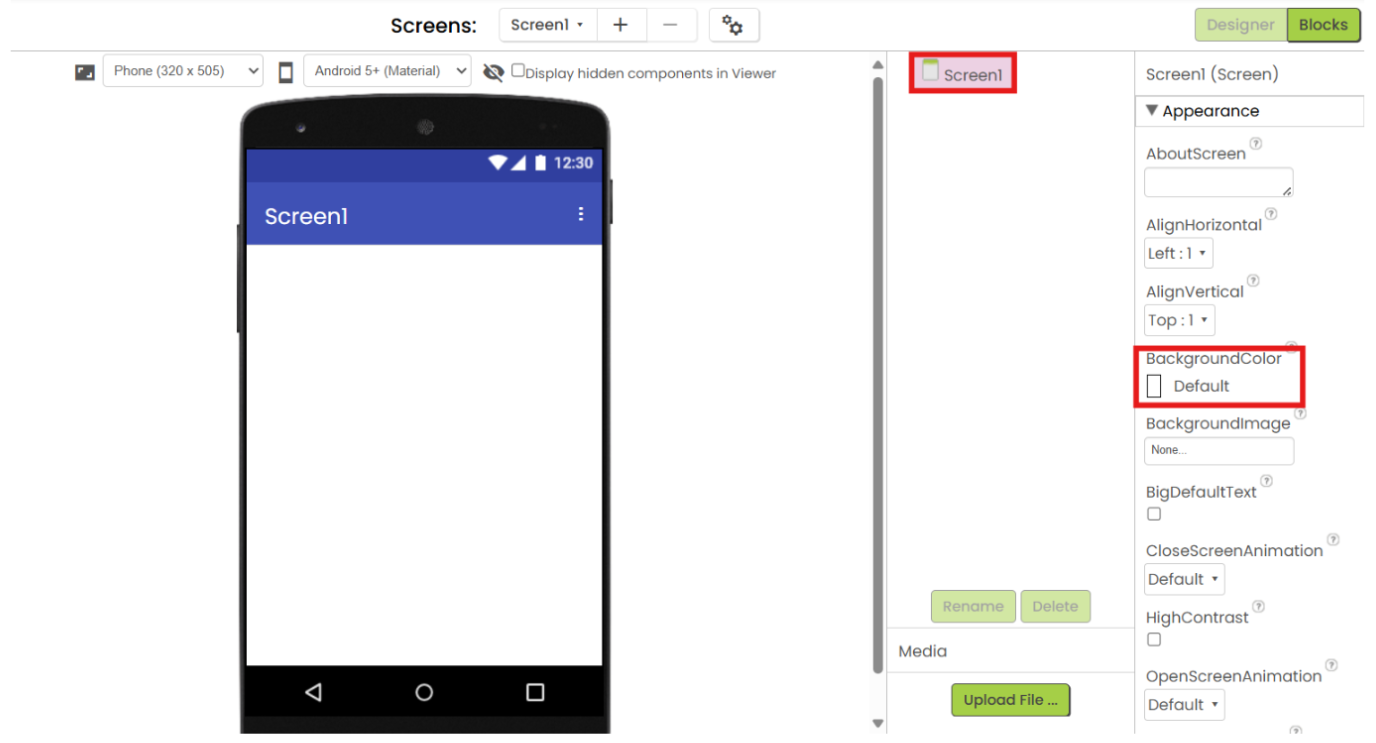 Screens:
Screen1
+
−
Designer
Blocks
Phone (320 x 505)
Android 5+ (Material)
Display hidden components in Viewer
12:30
Screen1
Screen1
Rename
Delete
Media
Upload File ...
Screen1 (Screen)
Appearance
AboutScreen ?
AlignHorizontal ?
Left : 1
AlignVertical ?
Top : 1
BackgroundColor ?
Default
BackgroundImage ?
None...
BigDefaultText ?
CloseScreenAnimation ?
Default
HighContrast ?
OpenScreenAnimation ?
Default
?